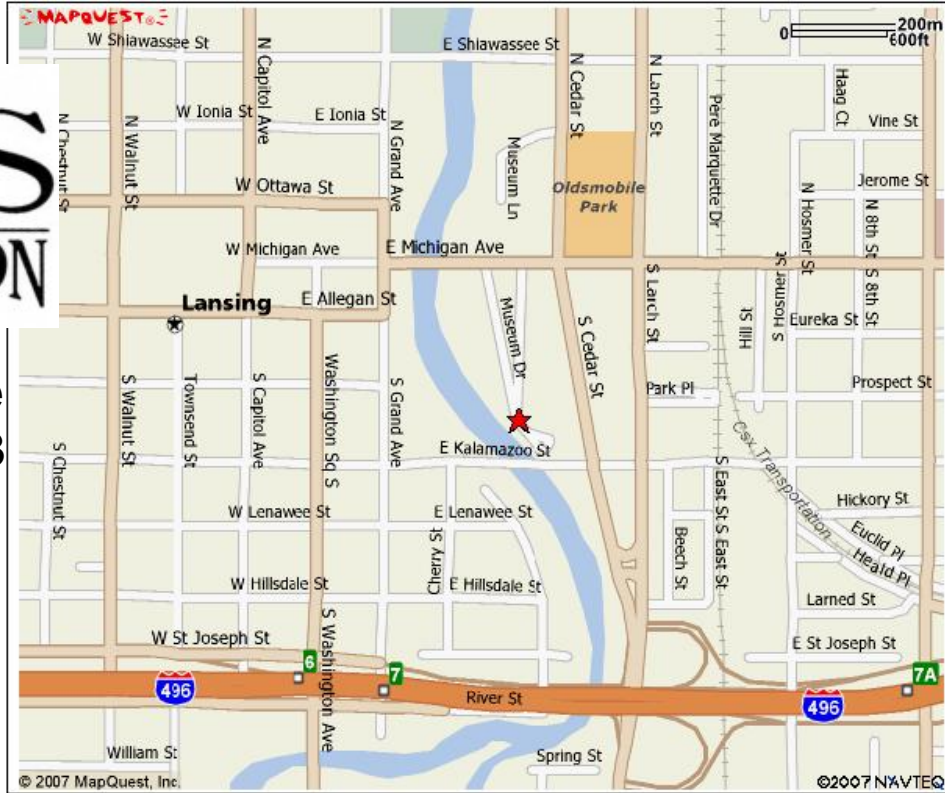 MAPQUEST®
200m
0
600ft
W Shiawassee St
E Shiawassee St
N Capitol Ave
N Cedar St
N Larch St
Haag Ct
W Ionia St
E Ionia St
Pere Marquette Dr
Vine St
N Chestnut St
N Walnut St
N Grand Ave
Museum Ln
S
W Ottawa St
Oldsmobile
Park
Jerome St
N Hosmer St
N 8th St
W Michigan Ave
E Michigan Ave
ON
Lansing
E Allegan St
Museum Dr
S Cedar St
S Larch St
Hill St
S Hosmer St
S 8th St
Eureka St
S Walnut St
Townsend St
S Capitol Ave
Washington Sq S
S Grand Ave
Park Pl
Prospect St
e
S Chestnut St
E Kalamazoo St
Csx Transportation
W Lenawee St
E Lenawee St
S East St
S East St
Hickory St
Cherry St
Beech St
Euclid Pl
Heald Pl
W Hillsdale St
E Hillsdale St
Larned St
W St Joseph St
S Washington Ave
E St Joseph St
6
7
7A
496
River St
496
William St
Spring St
© 2007 MapQuest, Inc.
©2007 NAVTEQ